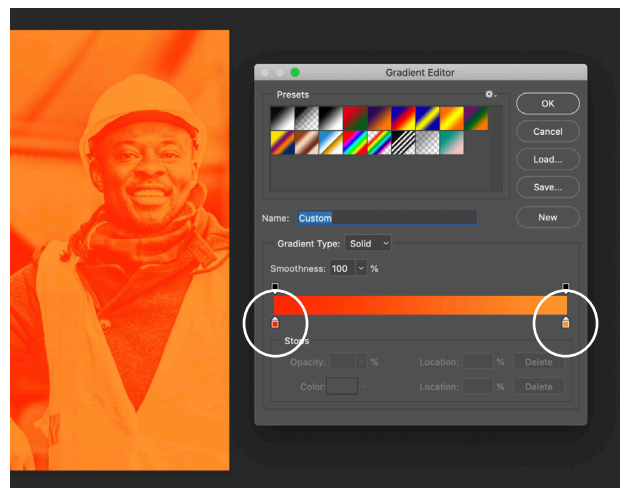 Gradient Editor
Presets
OK
Cancel
Load...
Save...
Name: Custom
New
Gradient Type: Solid
Smoothness: 100 %
Stops
Opacity: % Location: % Delete
Color: Location: % Delete